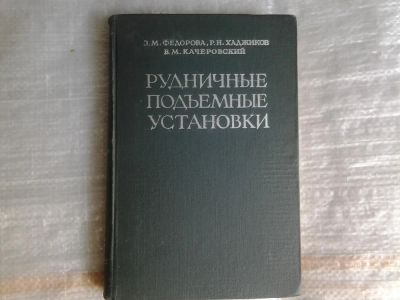 З.М.ФЕДОРОВА, Р.Н.ХАДЖИКОВ
В.М.КАЧЕРОВСКИЙ
РУДНИЧНЫЕ
ПОДЪЕМНЫЕ
УСТАНОВКИ